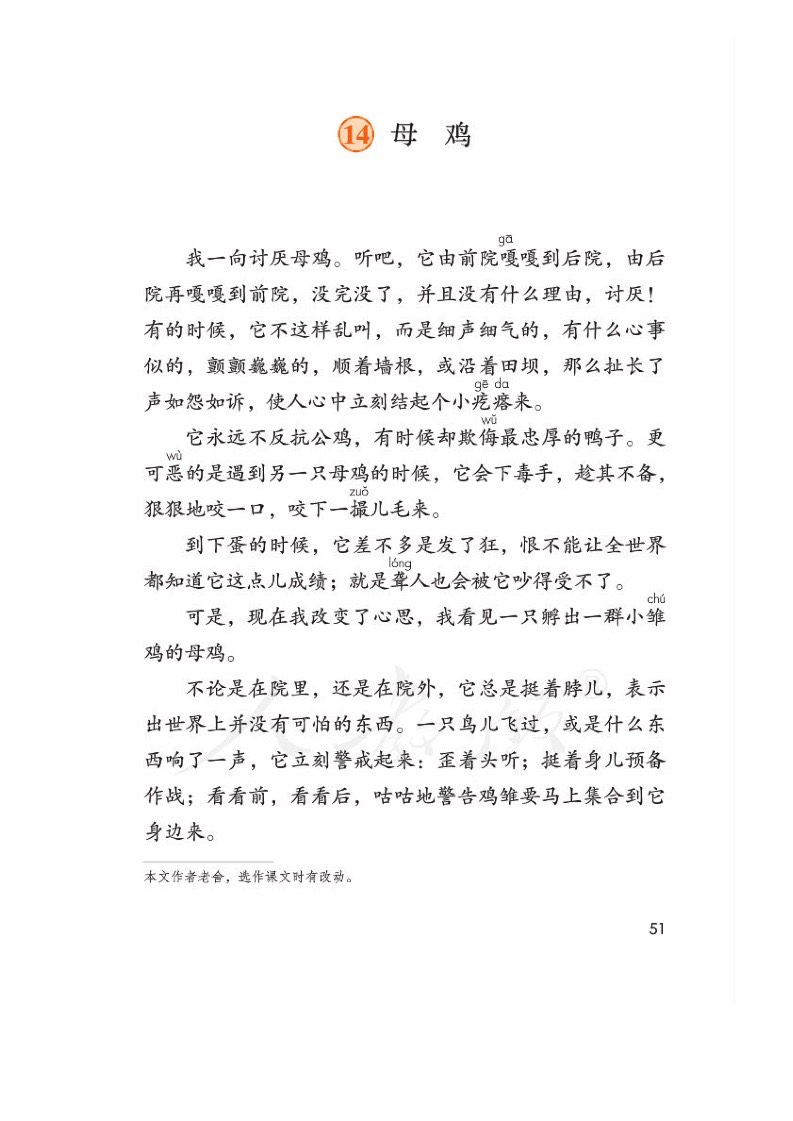 14 母 鸡
gā
我一向讨厌母鸡。听吧，它由前院嘎嘎到后院，由后
院再嘎嘎到前院，没完没了，并且没有什么理由，讨厌！
有的时候，它不这样乱叫，而是细声细气的，有什么心事
似的，颤颤巍巍的，顺着墙根，或沿着田坝，那么扯长了
gē da
声如怨如诉，使人心中立刻结起个小疙瘩来。
wǔ
它永远不反抗公鸡，有时候却欺侮最忠厚的鸭子。更
wù
可恶的是遇到另一只母鸡的时候，它会下毒手，趁其不备，
zuǒ
狠狠地咬一口，咬下一撮儿毛来。
到下蛋的时候，它差不多是发了狂，恨不能让全世界
lóng
都知道它这点儿成绩；就是聋人也会被它吵得受不了。
chú
可是，现在我改变了心思，我看见一只孵出一群小雏
鸡的母鸡。
不论是在院里，还是在院外，它总是挺着脖儿，表示
出世界上并没有可怕的东西。一只鸟儿飞过，或是什么东
西响了一声，它立刻警戒起来：歪着头听；挺着身儿预备
作战；看看前，看看后，咕咕地警告鸡雏要马上集合到它
身边来。
本文作者老舍，选作课文时有改动。
51
人教版®